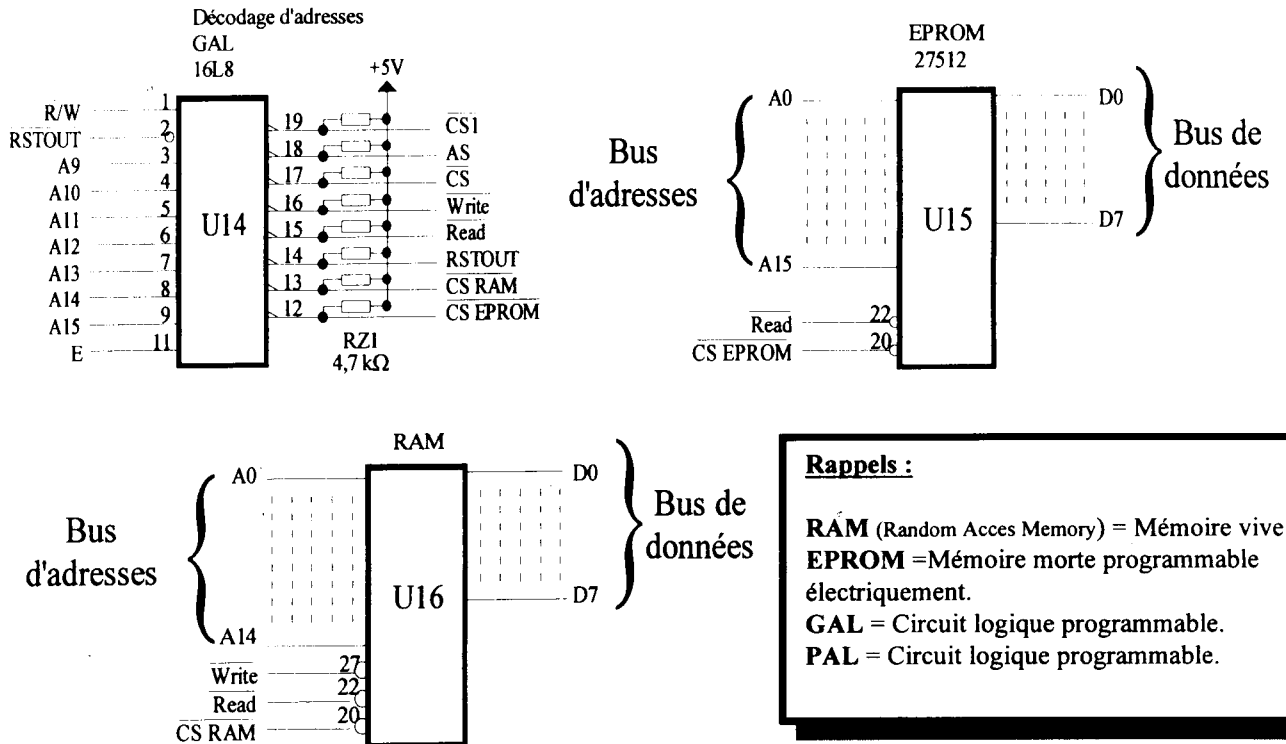 Décodage d'adresses
GAL
16L8
+5V
R/W 1
RSTOUT 2
A9 3
A10 4
A11 5
A12 6
A13 7
A14 8
A15 9
E 11
U14
19 CS1
18 AS
17 CS
16 Write
15 Read
14 RSTOUT
13 CS RAM
12 CS EPROM
RZ1
4,7 kΩ
EPROM
27512
Bus
d'adresses
A0
A15
Read 22
CS EPROM 20
U15
D0
D7
Bus de
données
RAM
Bus
d'adresses
A0
A14
Write 27
Read 22
CS RAM 20
U16
D0
D7
Bus de
données
Rappels :
RAM (Random Acces Memory) = Mémoire vive
EPROM =Mémoire morte programmable
électriquement.
GAL = Circuit logique programmable.
PAL = Circuit logique programmable.